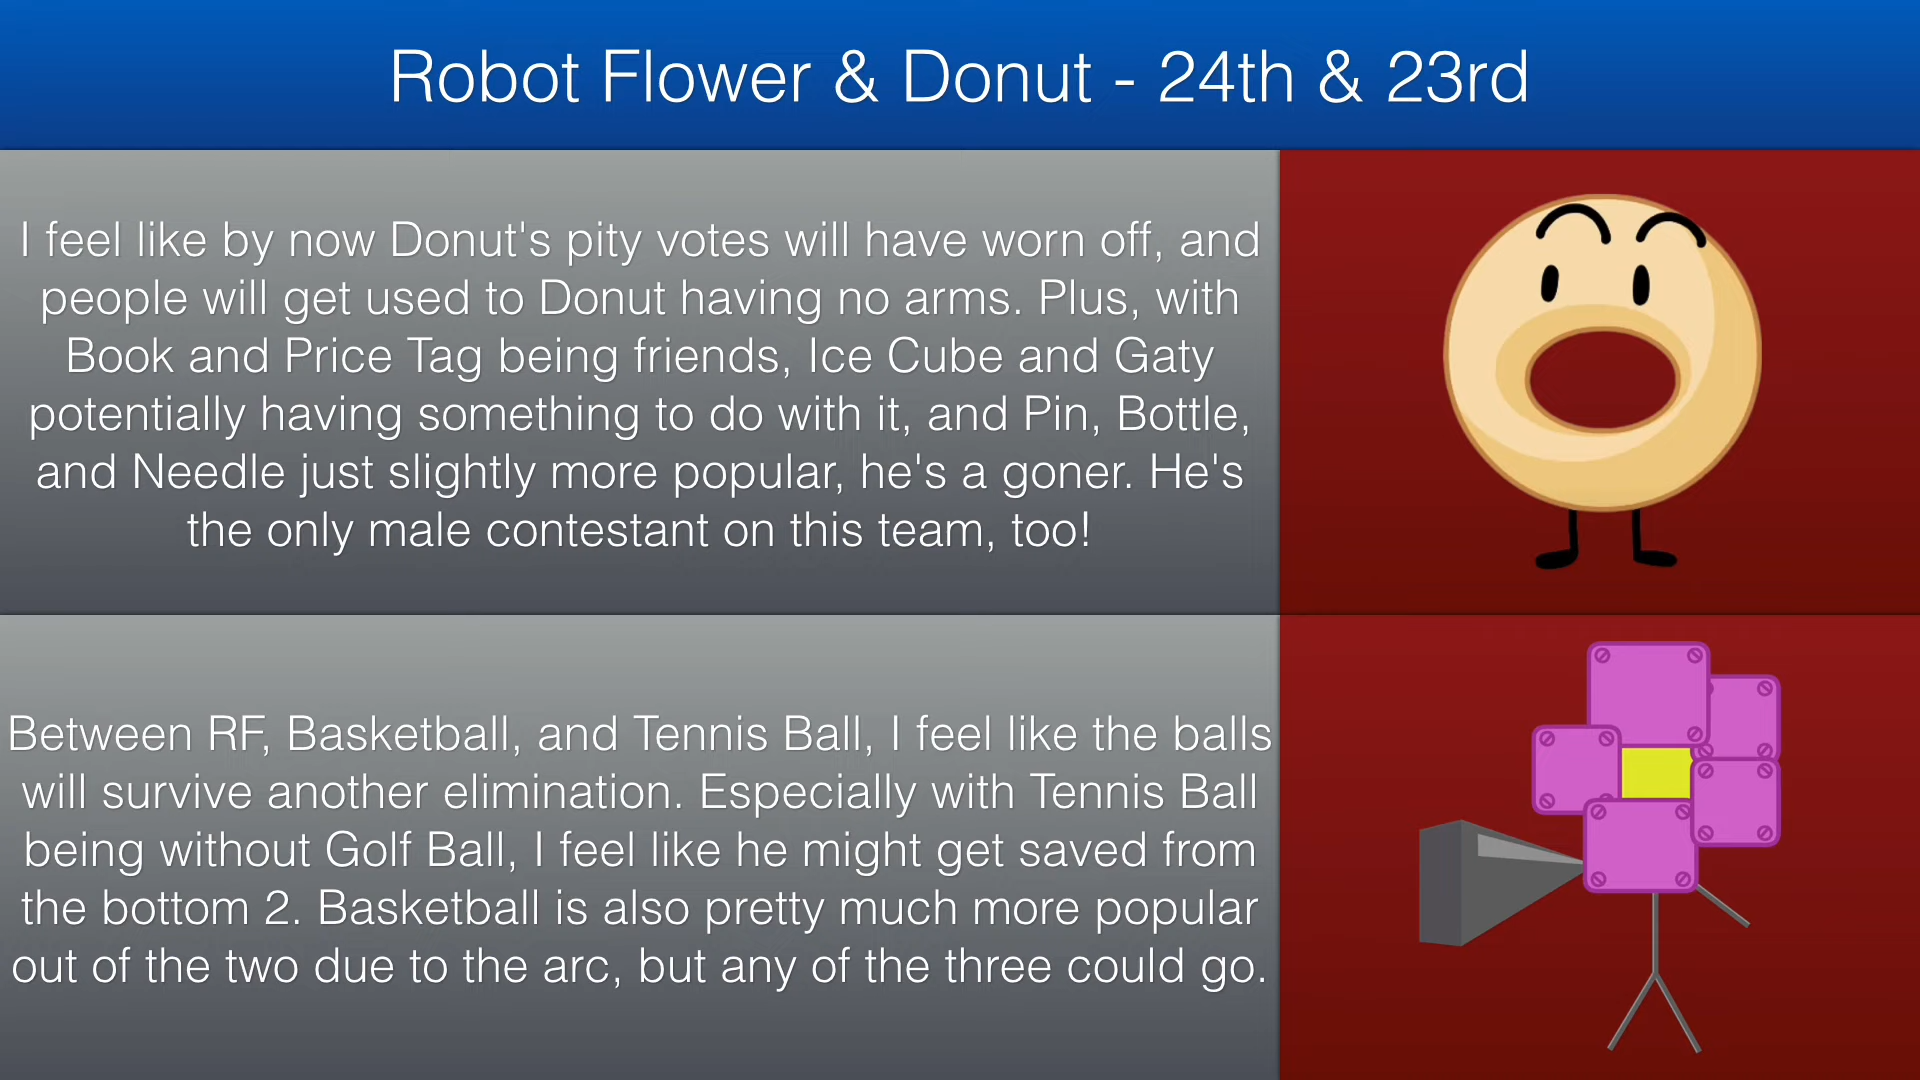 Robot Flower & Donut - 24th & 23rd
I feel like by now Donut's pity votes will have worn off, and
people will get used to Donut having no arms. Plus, with
Book and Price Tag being friends, Ice Cube and Gaty
potentially having something to do with it, and Pin, Bottle,
and Needle just slightly more popular, he's a goner. He's
the only male contestant on this team, too!
Between RF, Basketball, and Tennis Ball, I feel like the balls
will survive another elimination. Especially with Tennis Ball
being without Golf Ball, I feel like he might get saved from
the bottom 2. Basketball is also pretty much more popular
out of the two due to the arc, but any of the three could go.